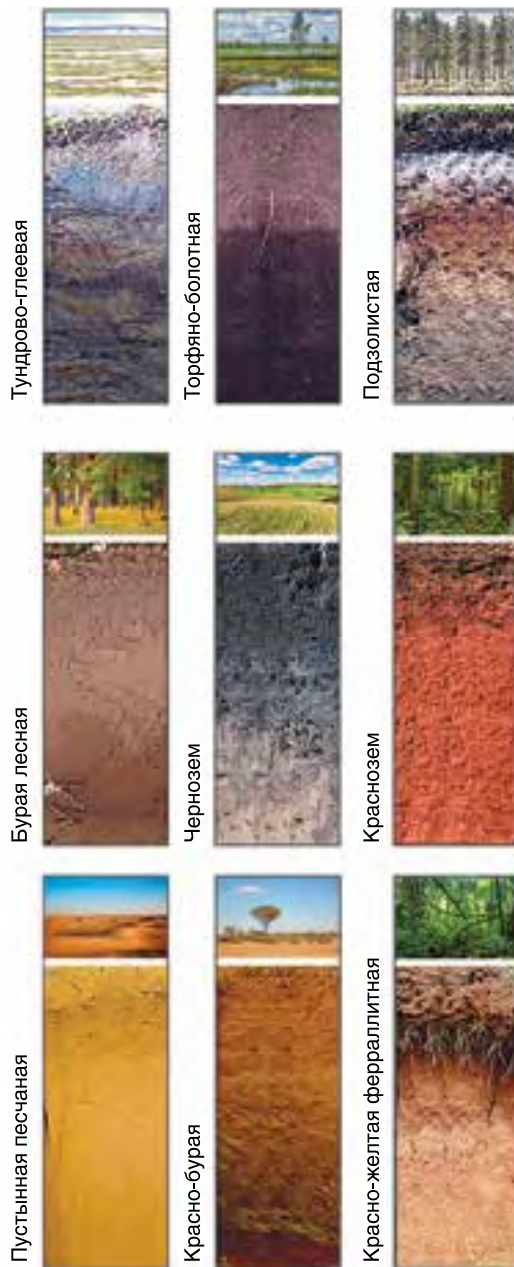 Тундрово-глеевая
Торфяно-болотная
Подзолистая
Бурая лесная
Чернозем
Краснозем
Пустынная песчаная
Красно-бурая
Красно-желтая ферраллитная